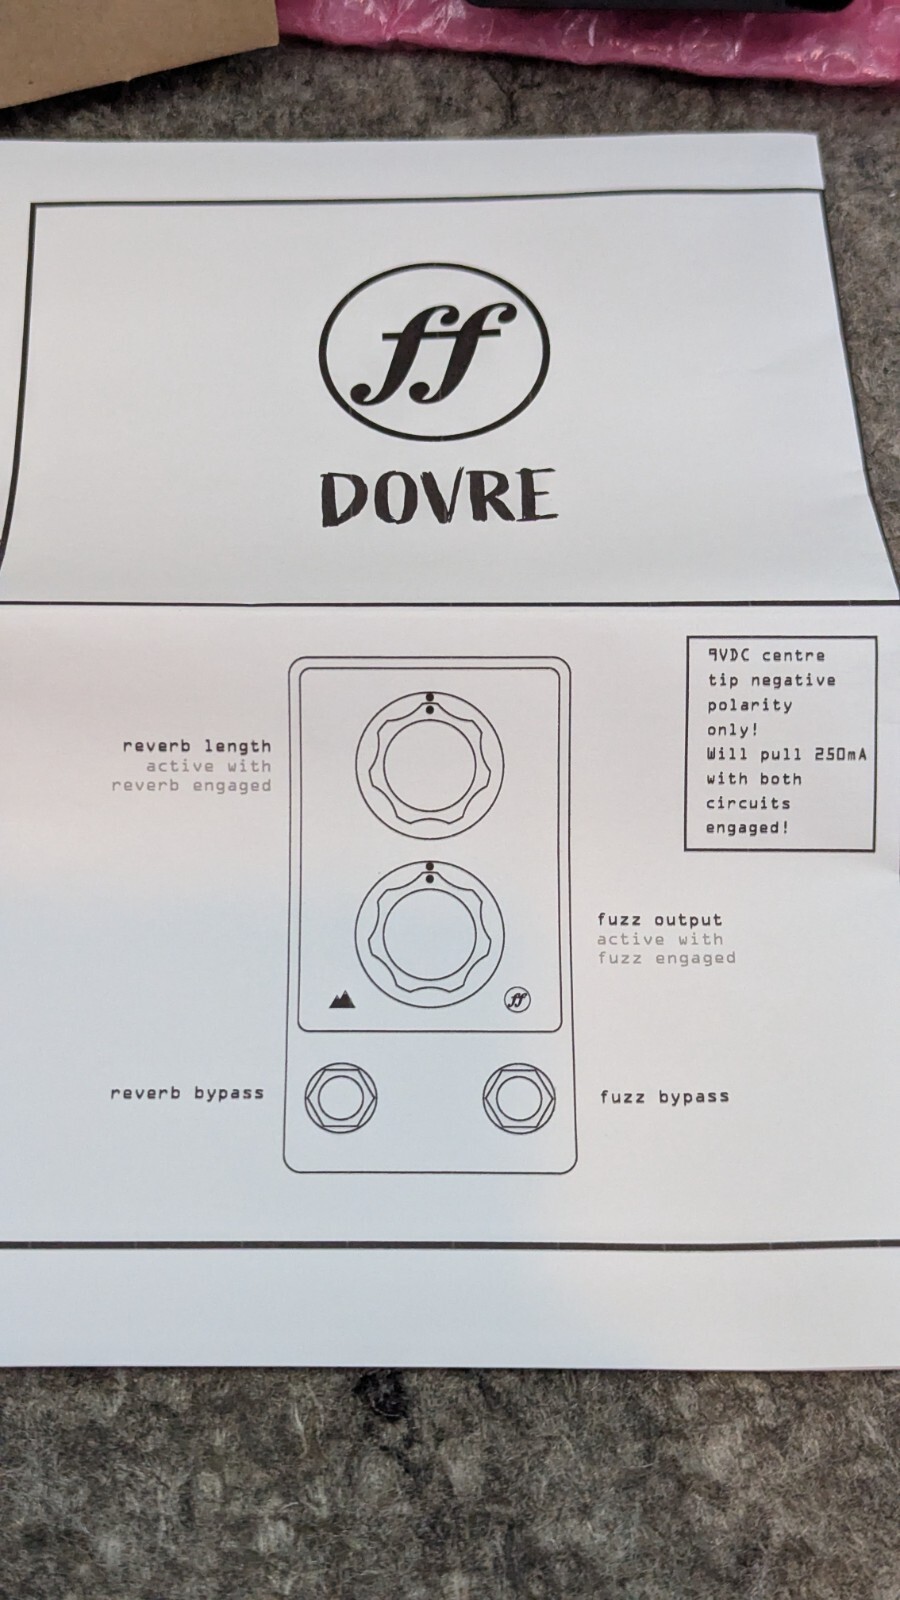 ff
DOVRE
9VDC centre
tip negative
polarity
only!
Will pull 250mA
with both
circuits
engaged!
reverb length
active with
reverb engaged
fuzz output
active with
fuzz engaged
ff
reverb bypass
fuzz bypass